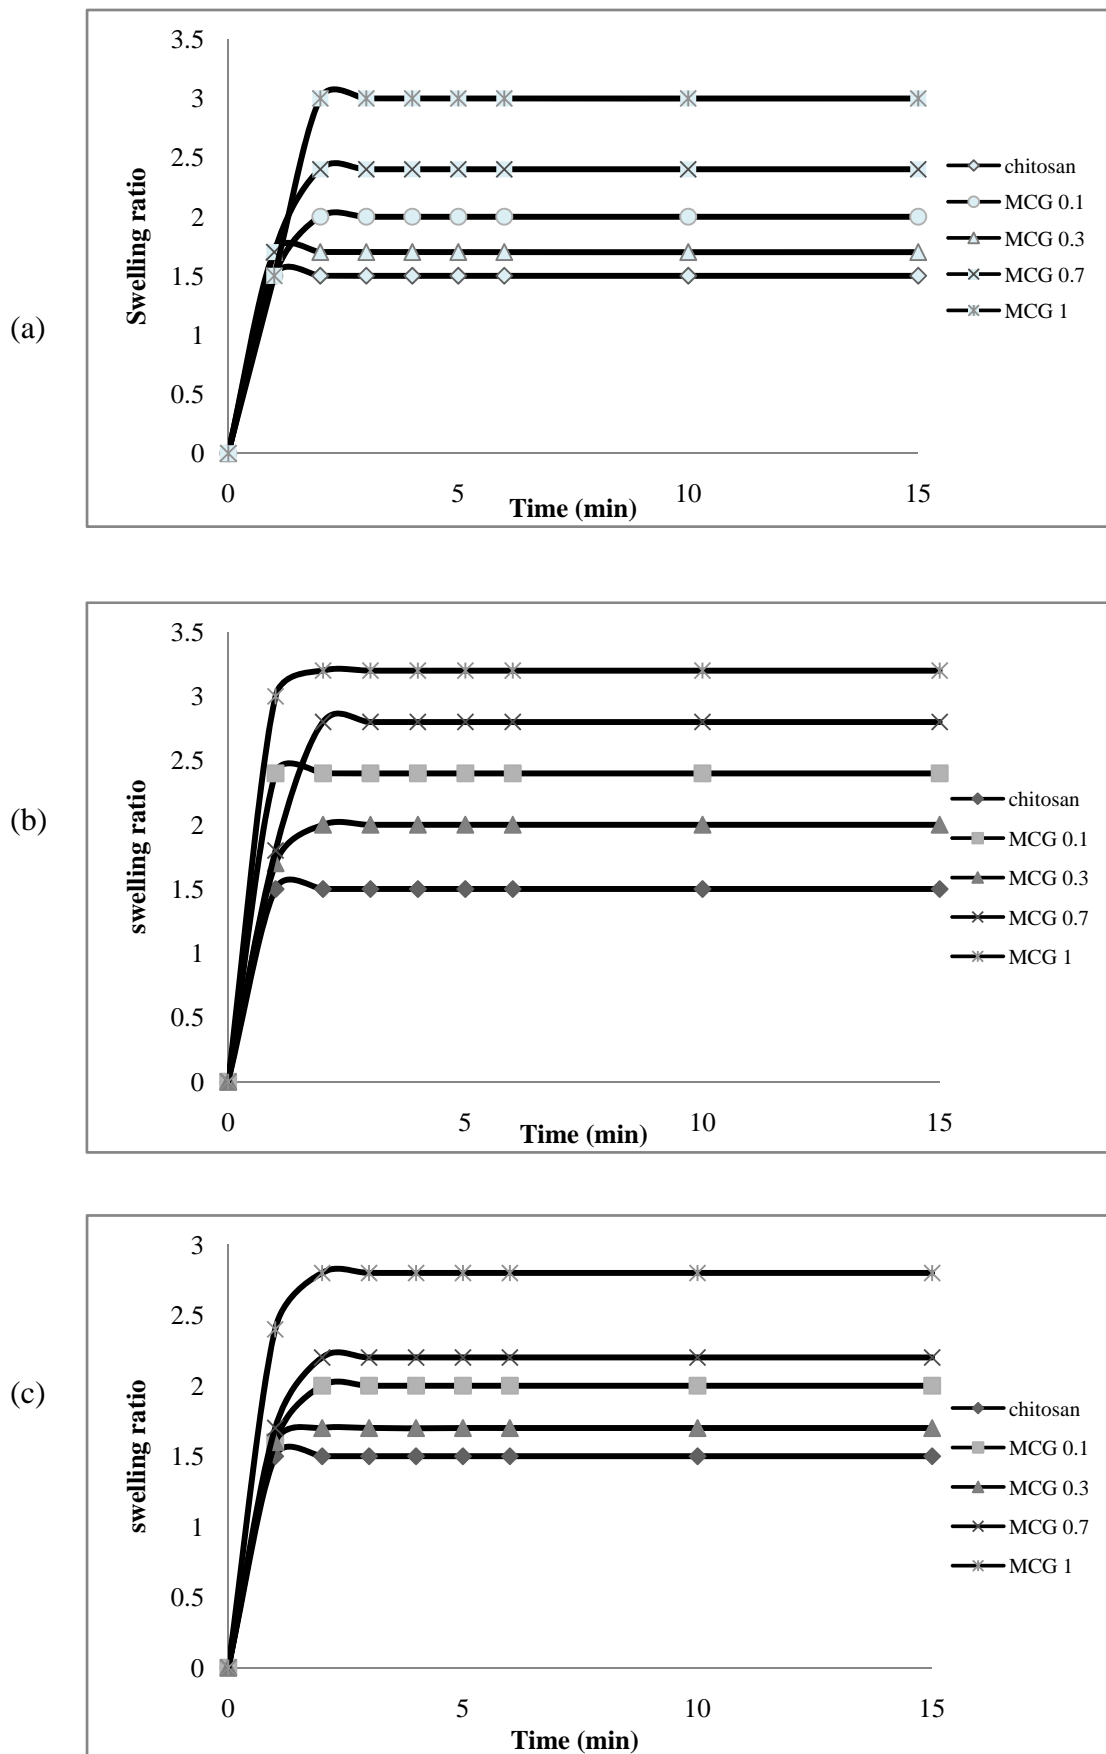 (a)
Swelling ratio
3.5
3
2.5
2
1.5
1
0.5
0
0 5 10 15
Time (min)
chitosan
MCG 0.1
MCG 0.3
MCG 0.7
MCG 1
(b)
swelling ratio
3.5
3
2.5
2
1.5
1
0.5
0
0 5 10 15
Time (min)
chitosan
MCG 0.1
MCG 0.3
MCG 0.7
MCG 1
(c)
swelling ratio
3
2.5
2
1.5
1
0.5
0
0 5 10 15
Time (min)
chitosan
MCG 0.1
MCG 0.3
MCG 0.7
MCG 1